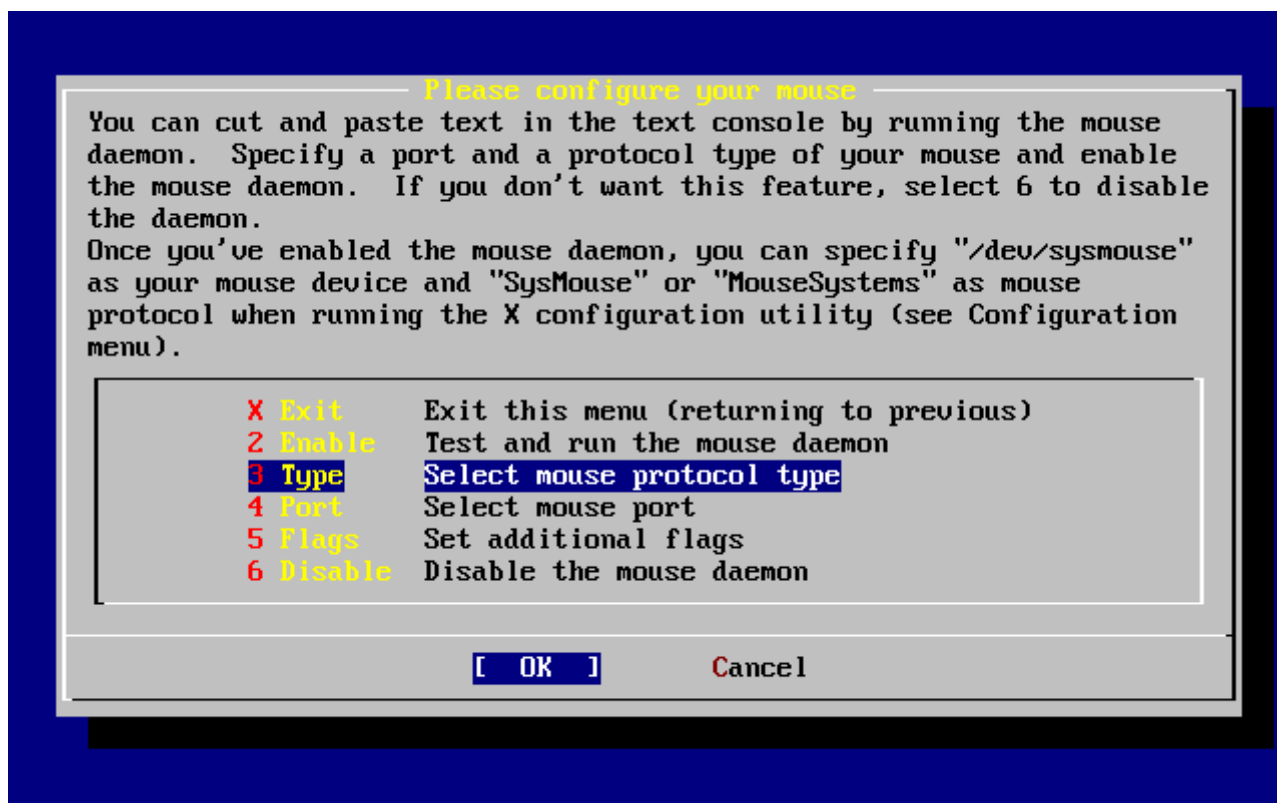 Please configure your mouse
You can cut and paste text in the text console by running the mouse
daemon.  Specify a port and a protocol type of your mouse and enable
the mouse daemon.  If you don't want this feature, select 6 to disable
the daemon.
Once you've enabled the mouse daemon, you can specify "/dev/sysmouse"
as your mouse device and "SysMouse" or "MouseSystems" as mouse
protocol when running the X configuration utility (see Configuration
menu).
X Exit     Exit this menu (returning to previous)
2 Enable   Test and run the mouse daemon
3 Type     Select mouse protocol type
4 Port     Select mouse port
5 Flags    Set additional flags
6 Disable  Disable the mouse daemon
[  OK  ]       Cancel